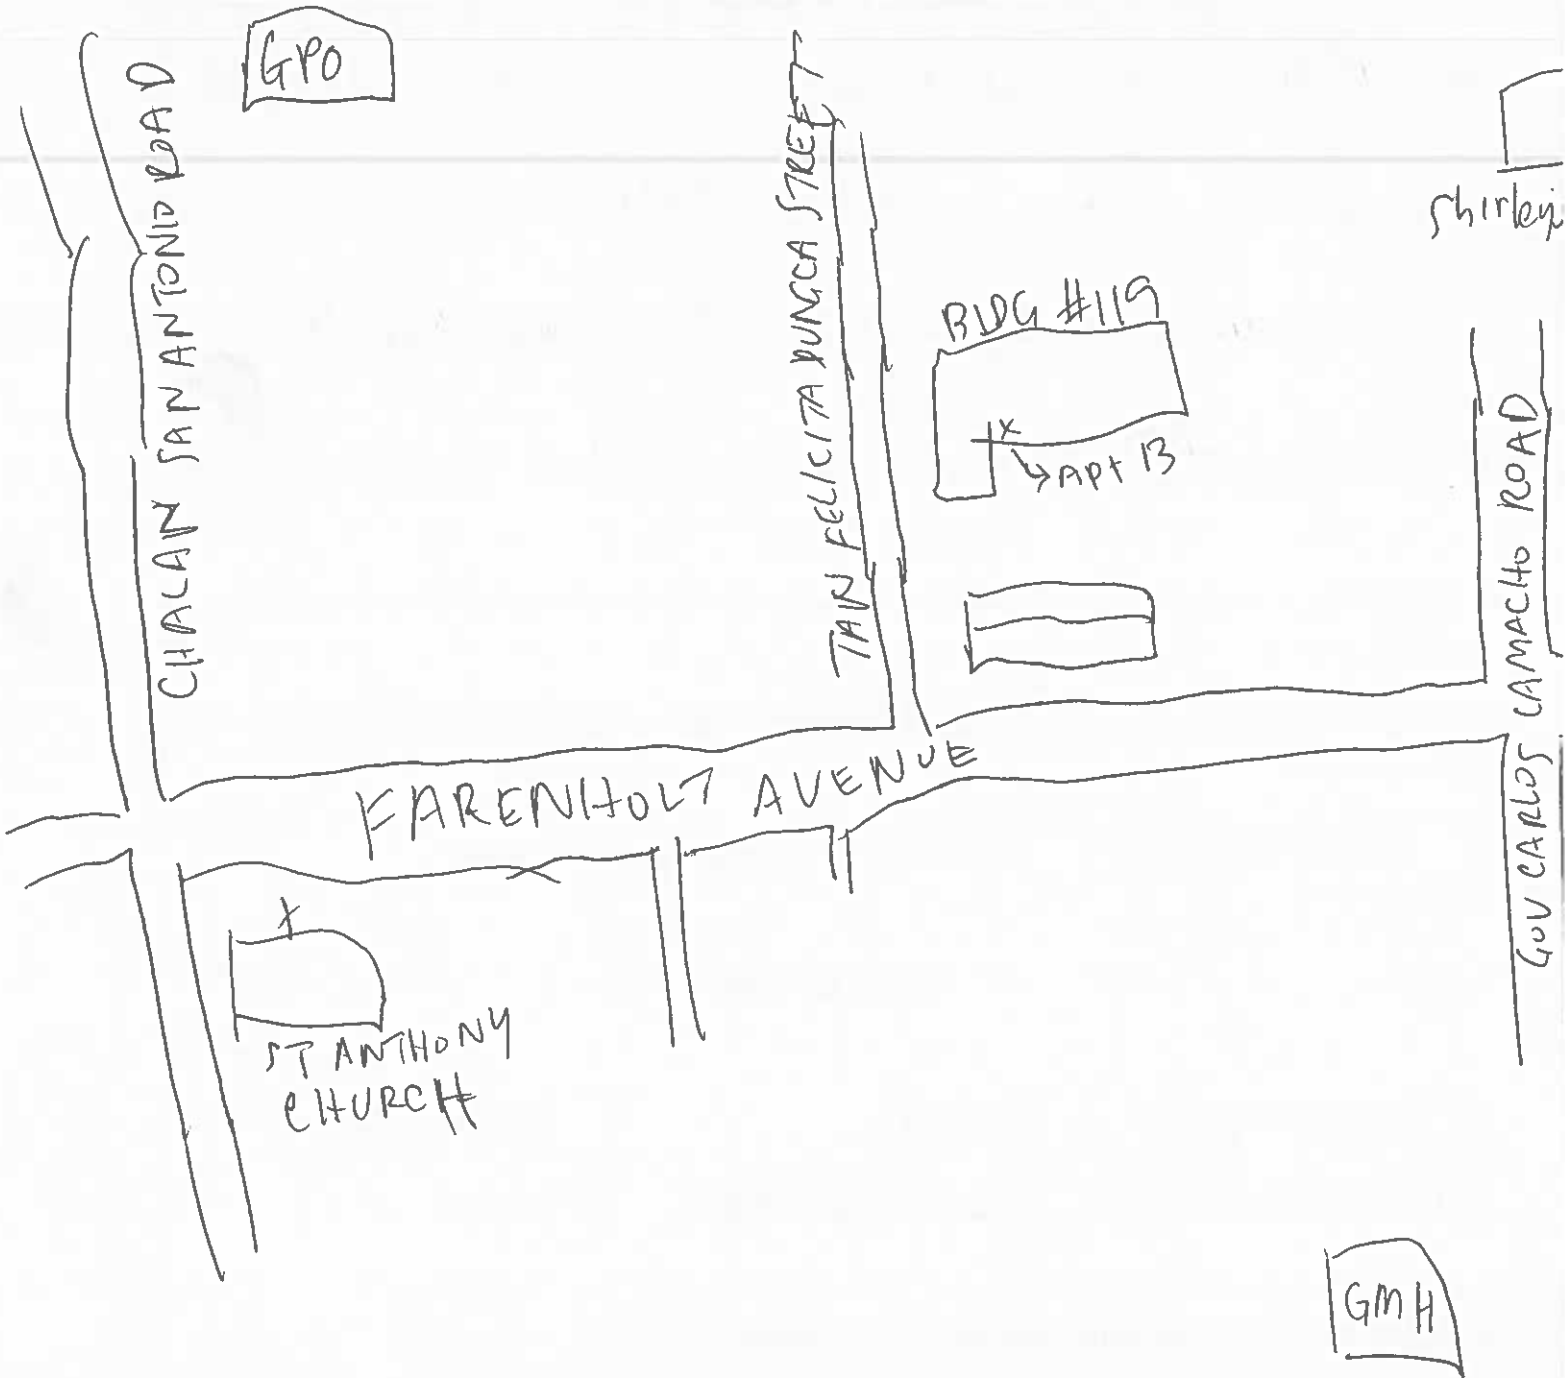 GPO
CHALAN SAN ANTONIO ROAD
TAIN FELICITA DUNGCA STREET
Shirley
BLDG #119
x
APt 13
GOV CARLOS CAMACHO ROAD
FARENHOLT AVENUE
x
ST ANTHONY
CHURCH
GMH